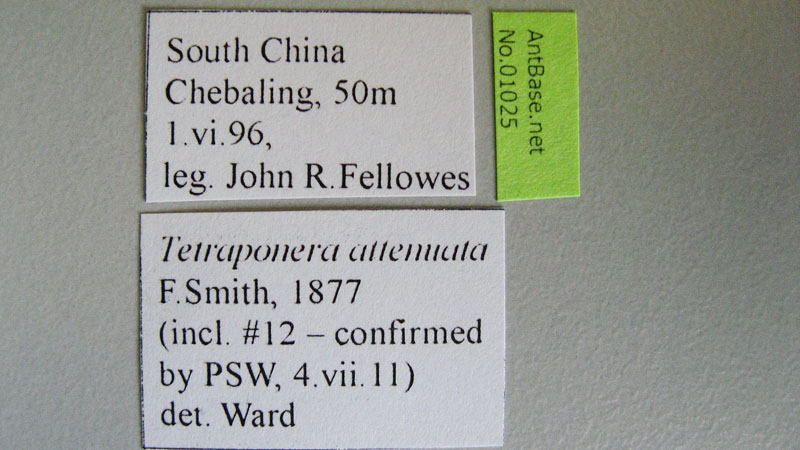 South China
Chebaling, 50m
1.vi.96,
leg. John R.Fellowes
AntBase.net
No.01025
Tetraponera attenuata
F.Smith, 1877
(incl. #12 – confirmed
by PSW, 4.vii.11)
det. Ward